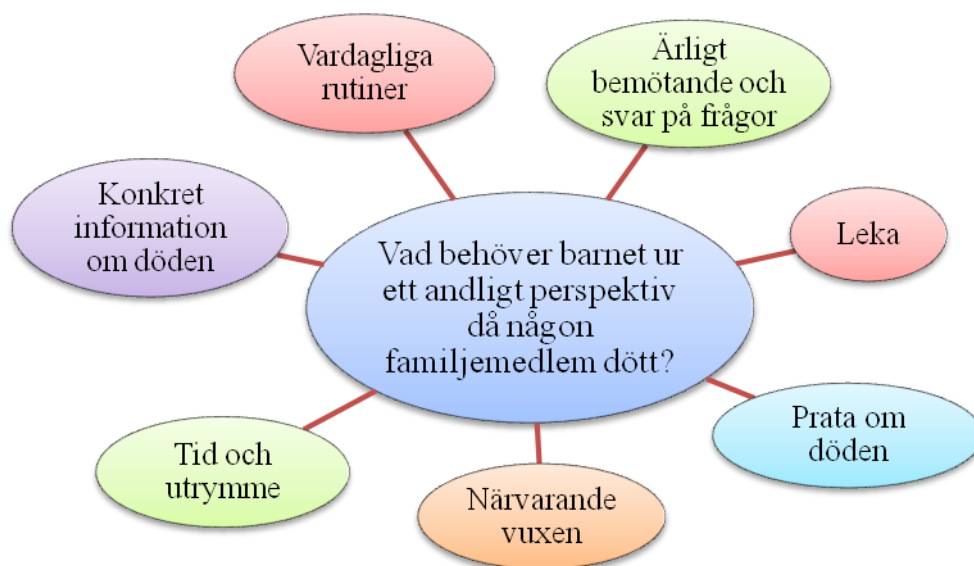 Vardagliga
rutiner
Ärligt
bemötande och
svar på frågor
Konkret
information
om döden
Leka
Vad behöver barnet ur
ett andligt perspektiv
då någon
familjemedlem dött?
Prata om
döden
Tid och
utrymme
Närvarande
vuxen